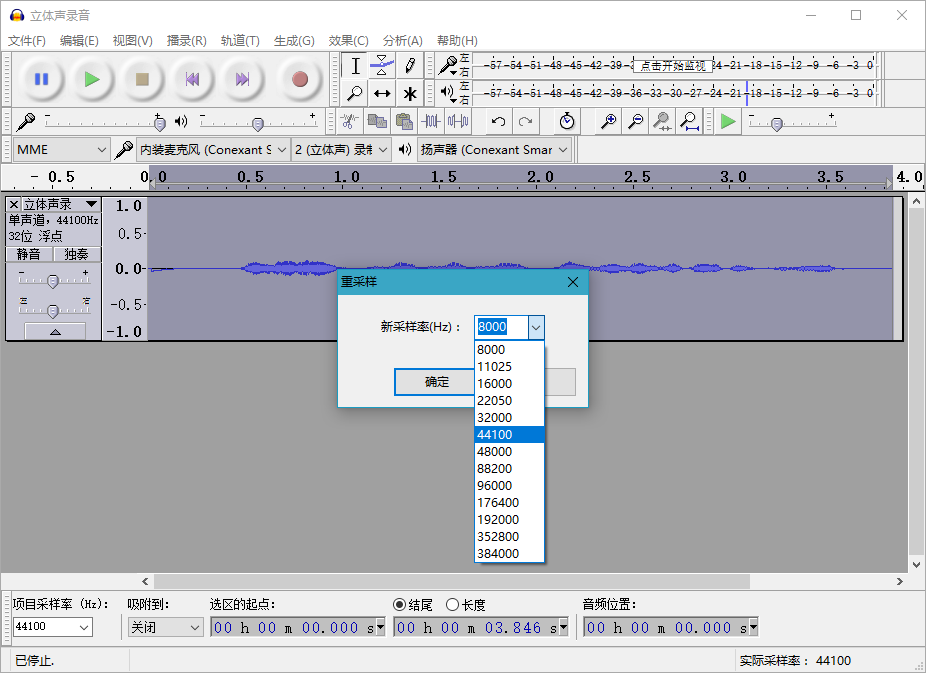 立体声录音
文件(F) 编辑(E) 视图(V) 播录(R) 轨道(T) 生成(G) 效果(C) 分析(A) 帮助(H)
左 -57-54-51-48-45-42-39- 点击开始监视 -24-21-18-15-12 -9 -6 -3 0
右
左 -57-54-51-48-45-42-39-36-33-30-27-24-21-18-15-12 -9 -6 -3 0
右
MME 内装麦克风 (Conexant S 2 (立体声) 录制 扬声器 (Conexant Smar
- 0.5 0.0 0.5 1.0 1.5 2.0 2.5 3.0 3.5 4.0
立体声录
单声道, 44100Hz
32位 浮点
静音 独奏
- +
左 右
1.0
0.5-
0.0-
-0.5-
-1.0
重采样
新采样率(Hz)：
8000
8000
11025
16000
22050
32000
44100
48000
88200
96000
176400
192000
352800
384000
确定
项目采样率 (Hz): 吸附到: 选区的起点: 结尾 长度 音频位置:
44100 关闭 00 h 00 m 00.000 s 00 h 00 m 03.846 s 00 h 00 m 00.000 s
已停止. 实际采样率： 44100